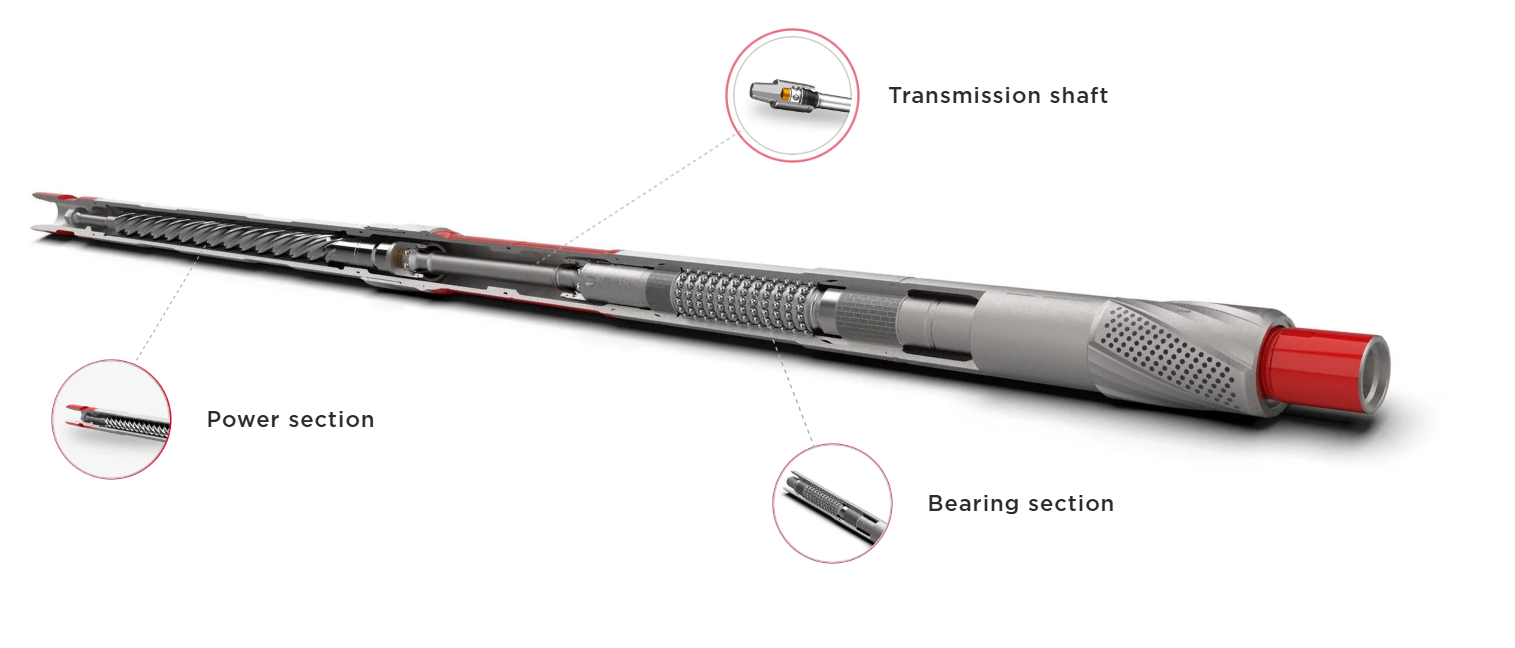 Transmission shaft
Power section
Bearing section